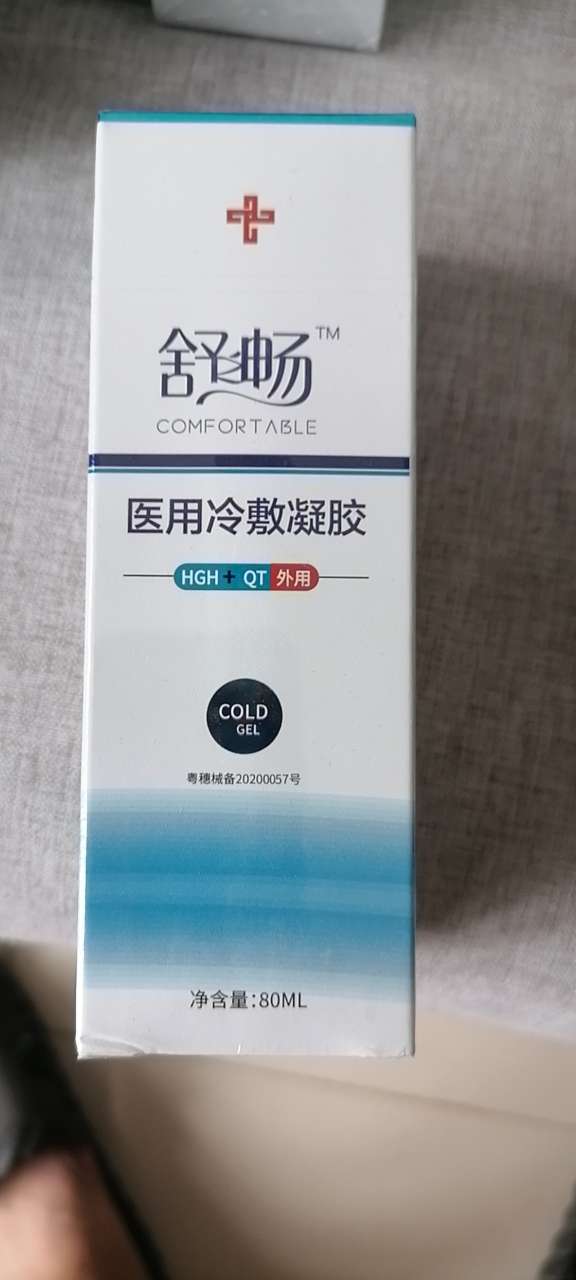 舒畅™
COMFORTABLE
医用冷敷凝胶
HGH+ QT 外用
COLD
GEL
粤穗械备20200057号
净含量:80ML